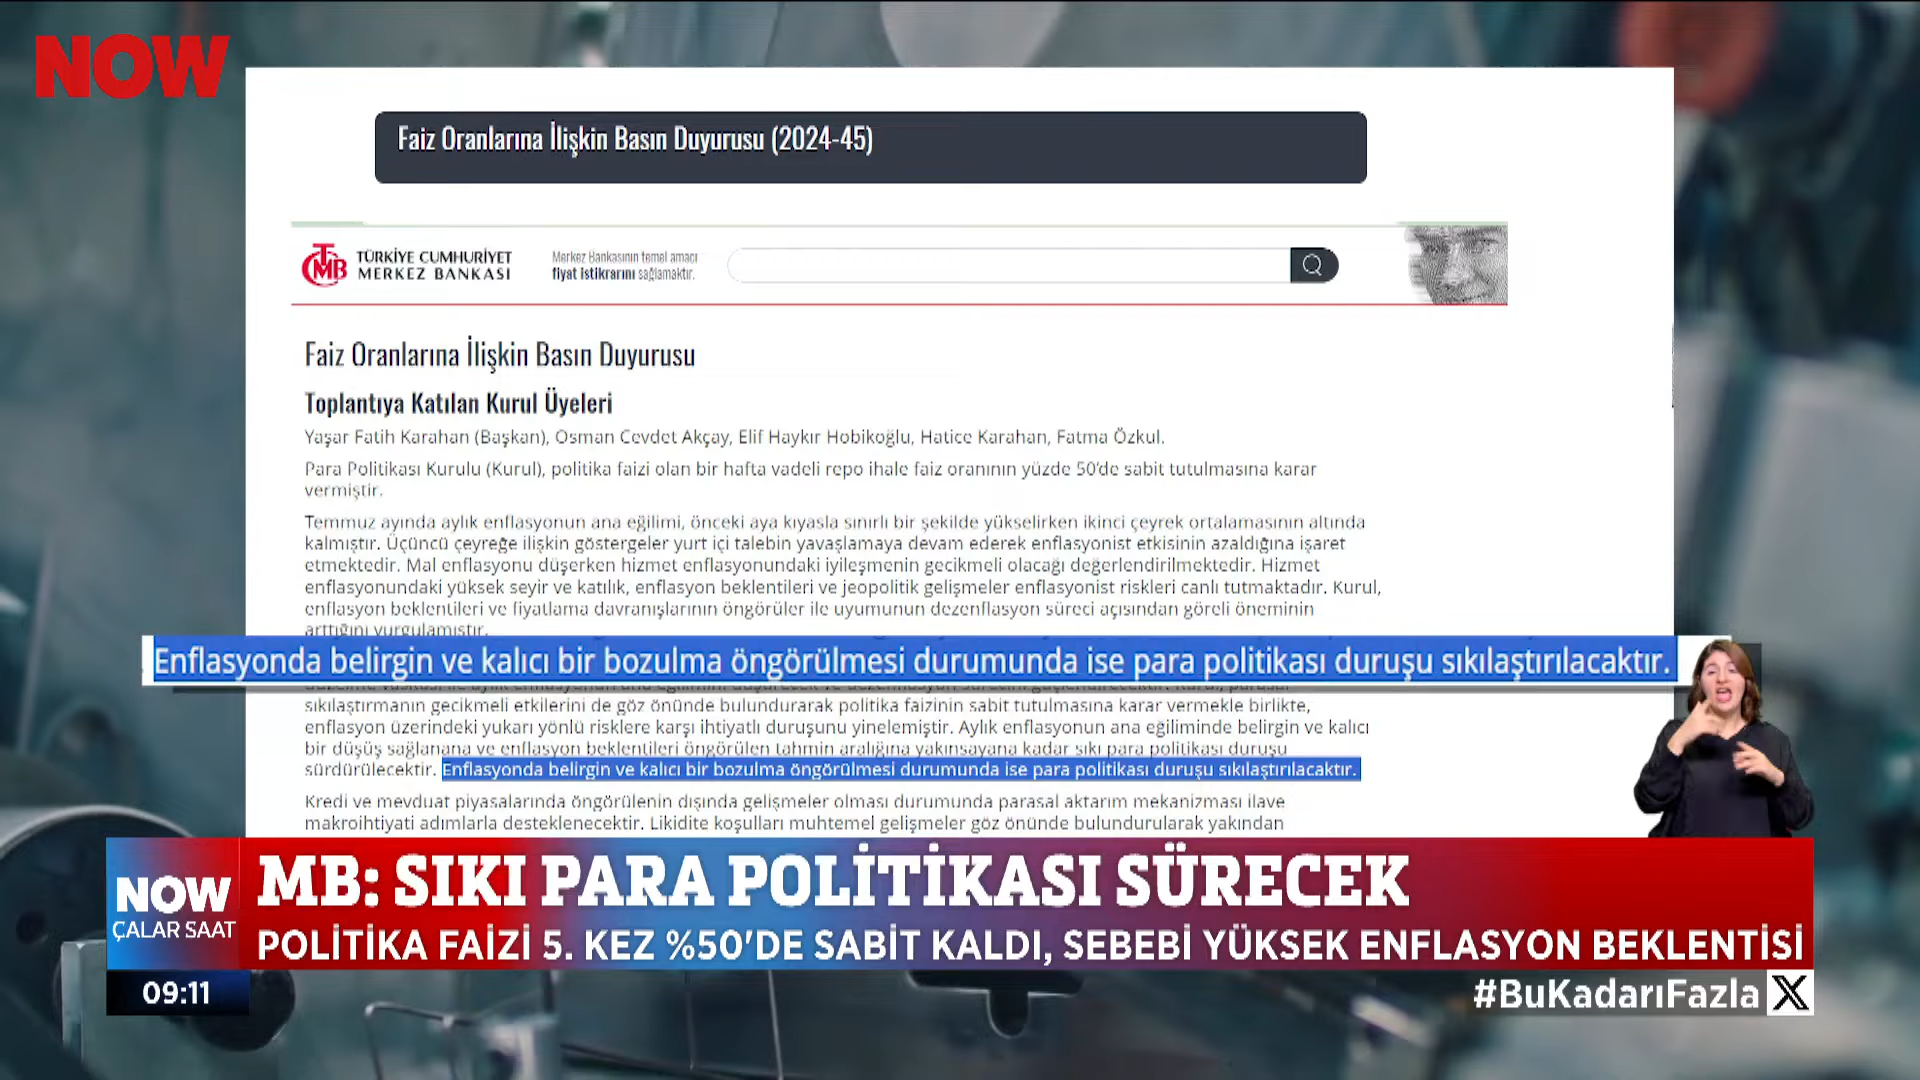 NOW
Faiz Oranlarına İlişkin Basın Duyurusu (2024-45)
TCMB
TÜRKİYE CUMHURİYET
MERKEZ BANKASI
Merkez Bankasının temel amacı
fiyat istikrarını sağlamaktır.
Faiz Oranlarına İlişkin Basın Duyurusu
Toplantıya Katılan Kurul Üyeleri
Yaşar Fatih Karahan (Başkan), Osman Cevdet Akçay, Elif Haykır Hobikoğlu, Hatice Karahan, Fatma Özkul.
Para Politikası Kurulu (Kurul), politika faizi olan bir hafta vadeli repo ihale faiz oranının yüzde 50’de sabit tutulmasına karar
vermiştir.
Temmuz ayında aylık enflasyonun ana eğilimi, önceki aya kıyasla sınırlı bir şekilde yükselirken ikinci çeyrek ortalamasının altında
kalmıştır. Üçüncü çeyreğe ilişkin göstergeler yurt içi talebin yavaşlamaya devam ederek enflasyonist etkisinin azaldığına işaret
etmektedir. Mal enflasyonu düşerken hizmet enflasyonundaki iyileşmenin gecikmeli olacağı değerlendirilmektedir. Hizmet
enflasyonundaki yüksek seyir ve katılık, enflasyon beklentileri ve jeopolitik gelişmeler enflasyonist riskleri canlı tutmaktadır. Kurul,
enflasyon beklentileri ve fiyatlama davranışlarının öngörüler ile uyumunun dezenflasyon süreci açısından göreli öneminin
arttığını vurgulamıştır.
Enflasyonda belirgin ve kalıcı bir bozulma öngörülmesi durumunda ise para politikası duruşu sıkılaştırılacaktır.
sıkılaştırmanın gecikmeli etkilerini de göz önünde bulundurarak politika faizinin sabit tutulmasına karar vermekle birlikte,
enflasyon üzerindeki yukarı yönlü risklere karşı ihtiyatlı duruşunu yinelemiştir. Aylık enflasyonun ana eğiliminde belirgin ve kalıcı
bir düşüş sağlanana ve enflasyon beklentileri öngörülen tahmin aralığına yakınsayana kadar sıkı para politikası duruşu
sürdürülecektir. Enflasyonda belirgin ve kalıcı bir bozulma öngörülmesi durumunda ise para politikası duruşu sıkılaştırılacaktır.
Kredi ve mevduat piyasalarında öngörülenin dışında gelişmeler olması durumunda parasal aktarım mekanizması ilave
makroihtiyati adımlarla desteklenecektir. Likidite koşulları muhtemel gelişmeler göz önünde bulundurularak yakından
NOW
ÇALAR SAAT
MB: SIKI PARA POLİTİKASI SÜRECEK
POLİTİKA FAİZİ 5. KEZ %50'DE SABİT KALDI, SEBEBİ YÜKSEK ENFLASYON BEKLENTİSİ
09:11
#BuKadarıFazla X